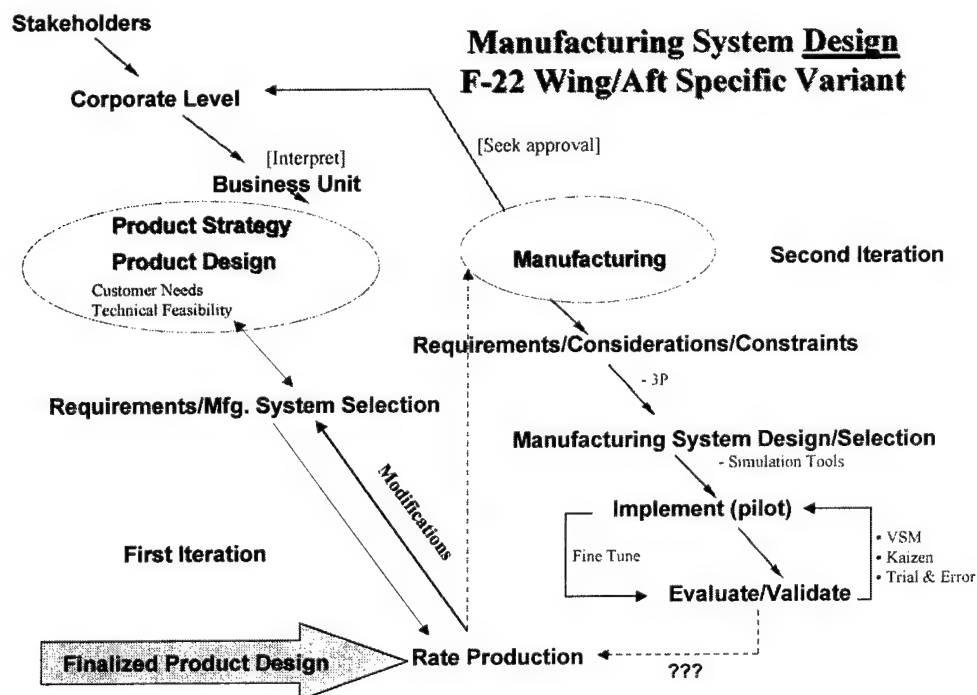 Stakeholders
Manufacturing System Design
F-22 Wing/Aft Specific Variant
Corporate Level
[Seek approval]
[Interpret]
Business Unit
Product Strategy
Product Design
Customer Needs
Technical Feasibility
Manufacturing
Second Iteration
Requirements/Considerations/Constraints
- 3P
Requirements/Mfg. System Selection
Manufacturing System Design/Selection
- Simulation Tools
Modifications
Implement (pilot)
First Iteration
Fine Tune
• VSM
• Kaizen
• Trial & Error
Evaluate/Validate
Finalized Product Design
Rate Production
???